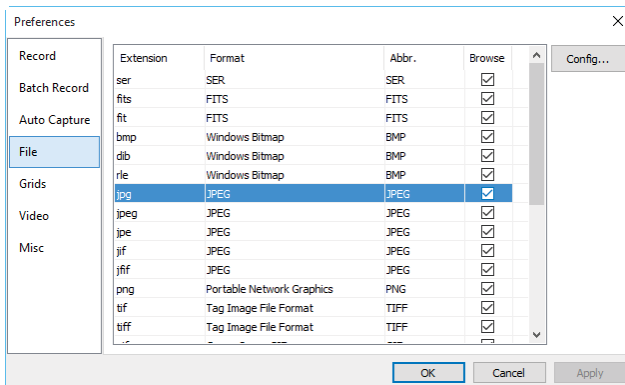 Preferences
Record
Batch Record
Auto Capture
File
Grids
Video
Misc
Extension Format Abbr. Browse
ser SER SER
fits FITS FITS
fit FITS FITS
bmp Windows Bitmap BMP
dib Windows Bitmap BMP
rle Windows Bitmap BMP
jpg JPEG JPEG
jpeg JPEG JPEG
jpe JPEG JPEG
jif JPEG JPEG
jfif JPEG JPEG
png Portable Network Graphics PNG
tif Tag Image File Format TIFF
tiff Tag Image File Format TIFF
Config...
OK Cancel Apply